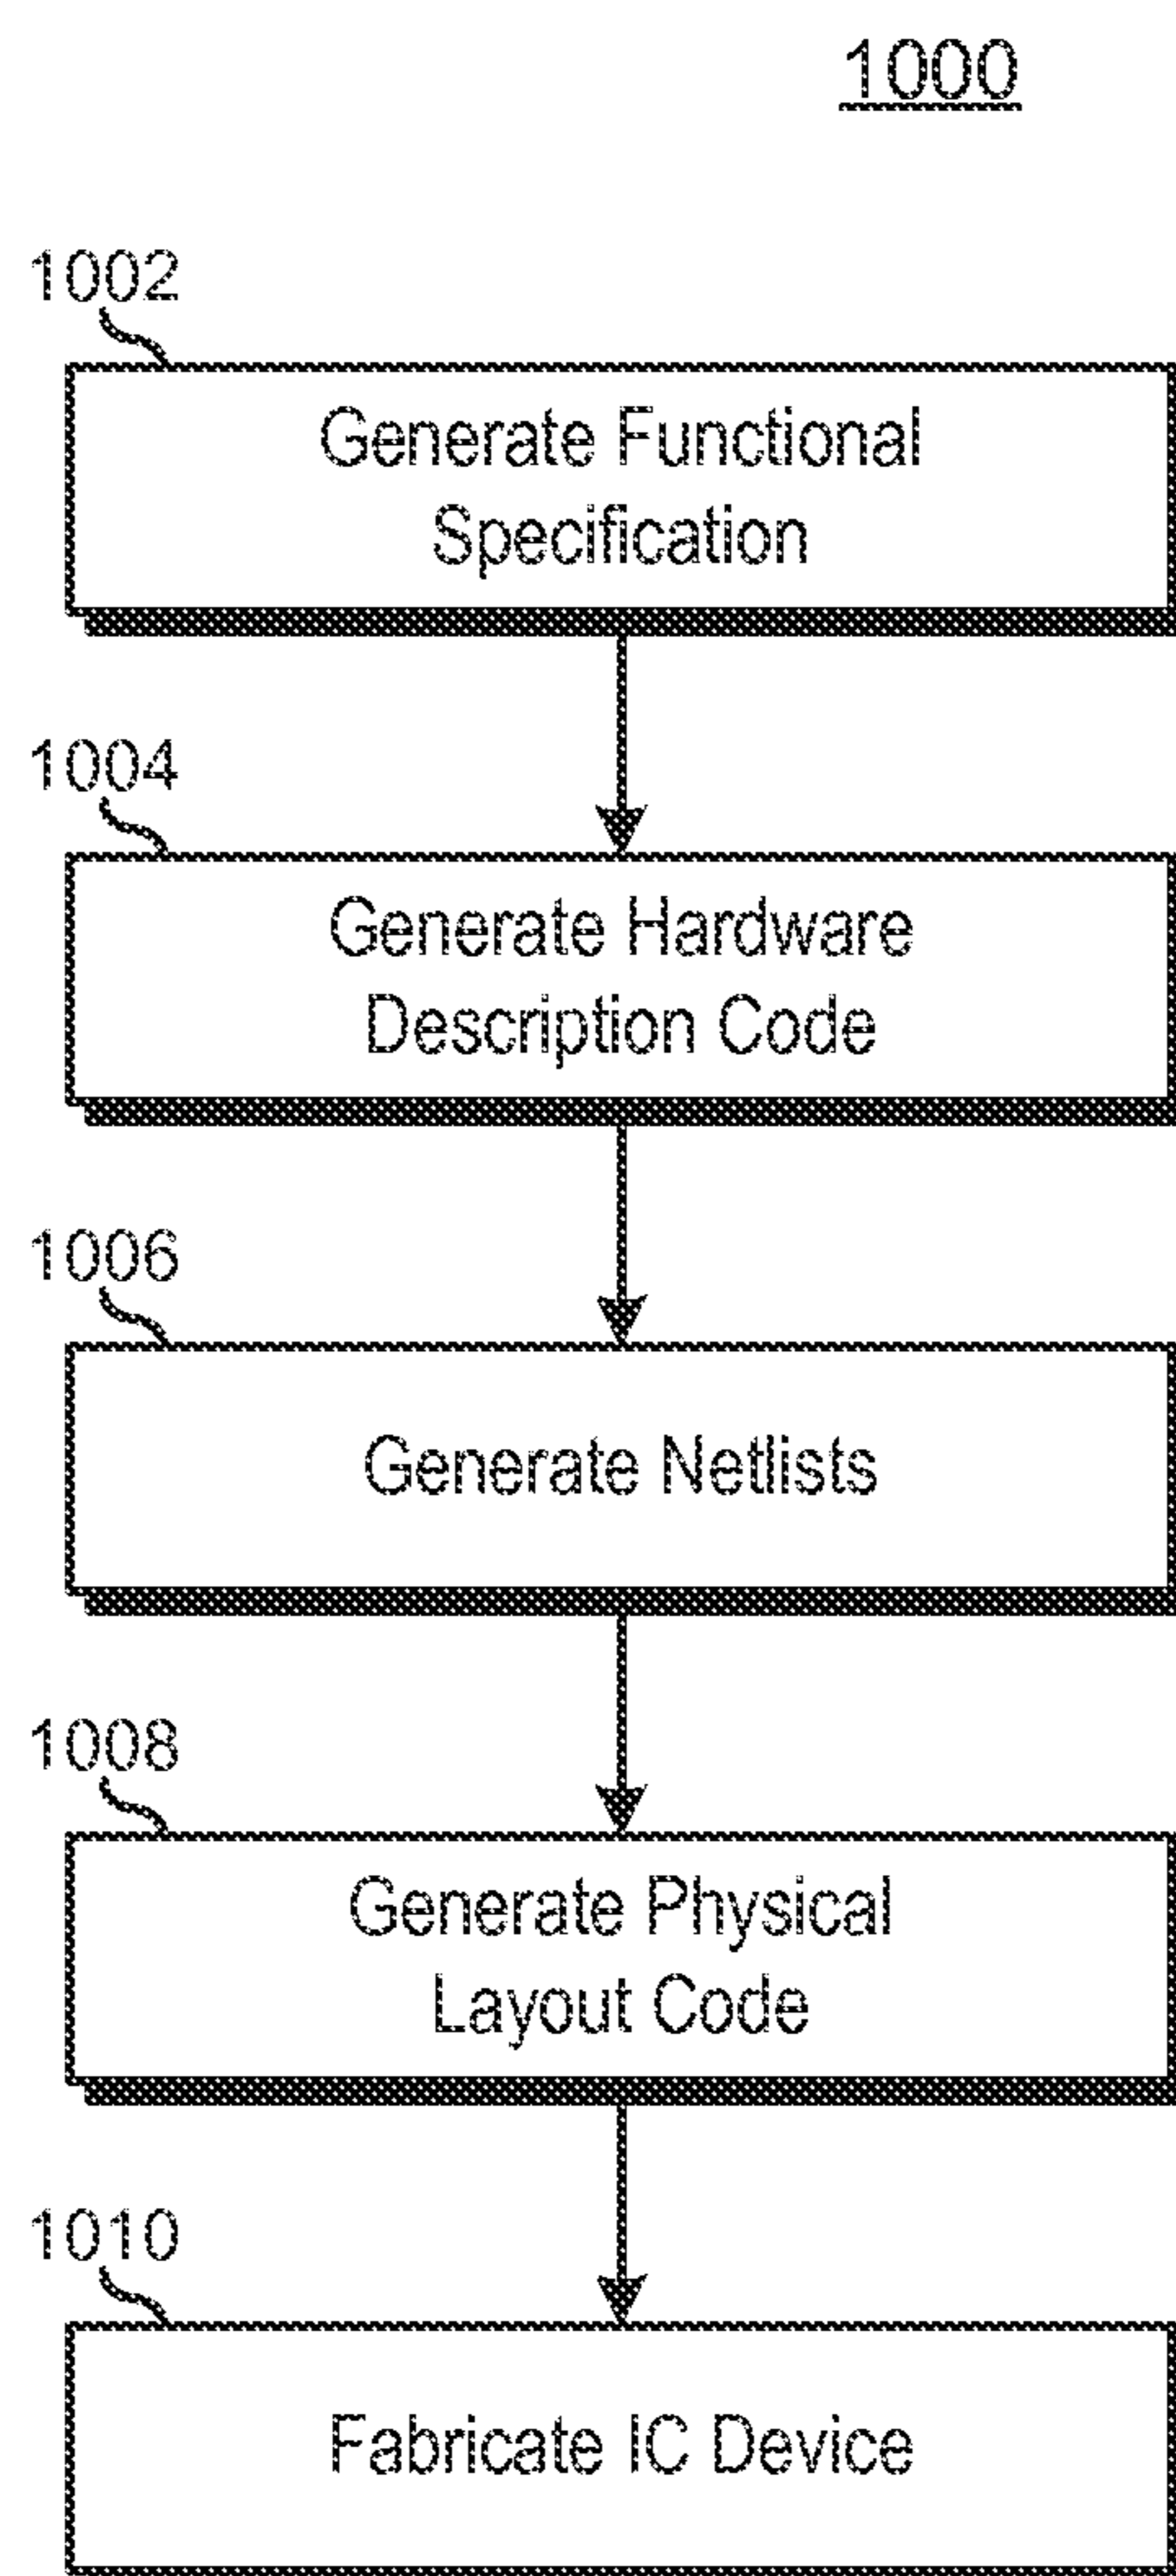 1000
1002
Generate Functional
Specification
1004
Generate Hardware
Description Code
1006
Generate Netlists
1008
Generate Physical
Layout Code
1010
Fabricate IC Device